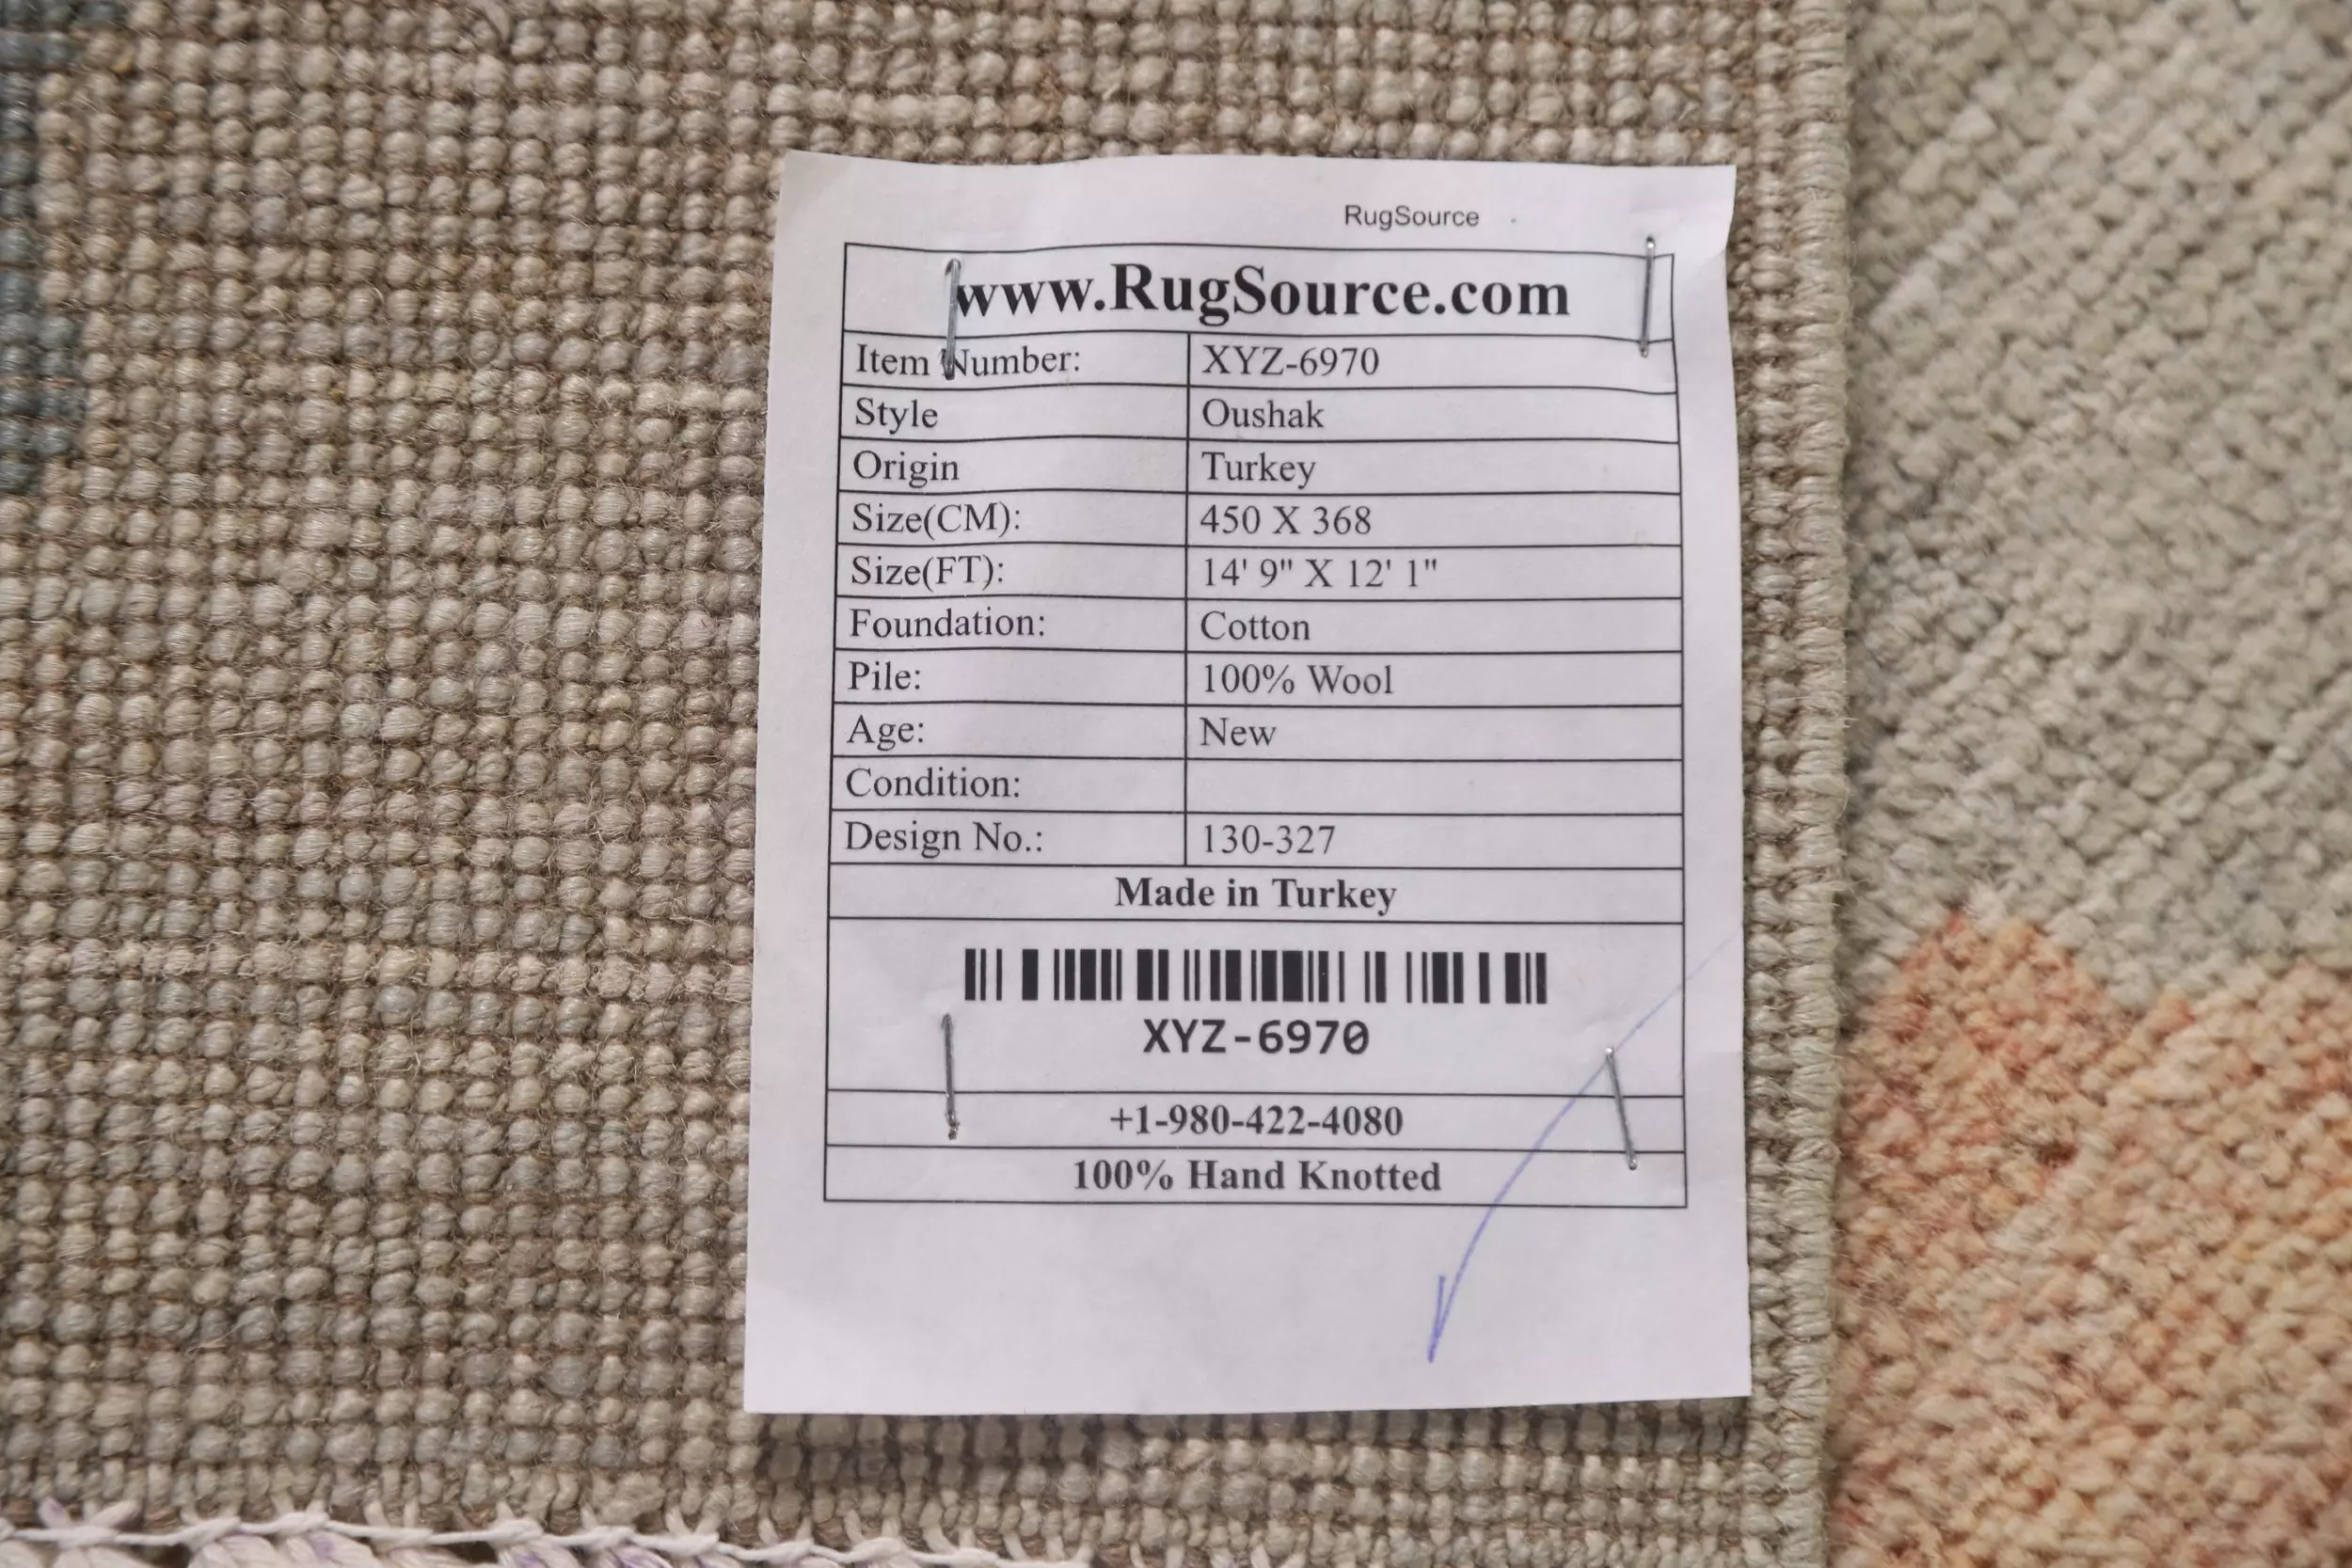 RugSource
www.RugSource.com
Item Number: XYZ-6970
Style Oushak
Origin Turkey
Size(CM): 450 X 368
Size(FT): 14' 9" X 12' 1"
Foundation: Cotton
Pile: 100% Wool
Age: New
Condition:
Design No.: 130-327
Made in Turkey
XYZ-6970
+1-980-422-4080
100% Hand Knotted